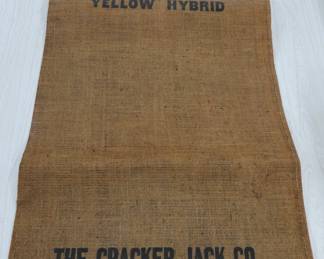 YELLOW HYBRID
THE CRACKER JACK CO.